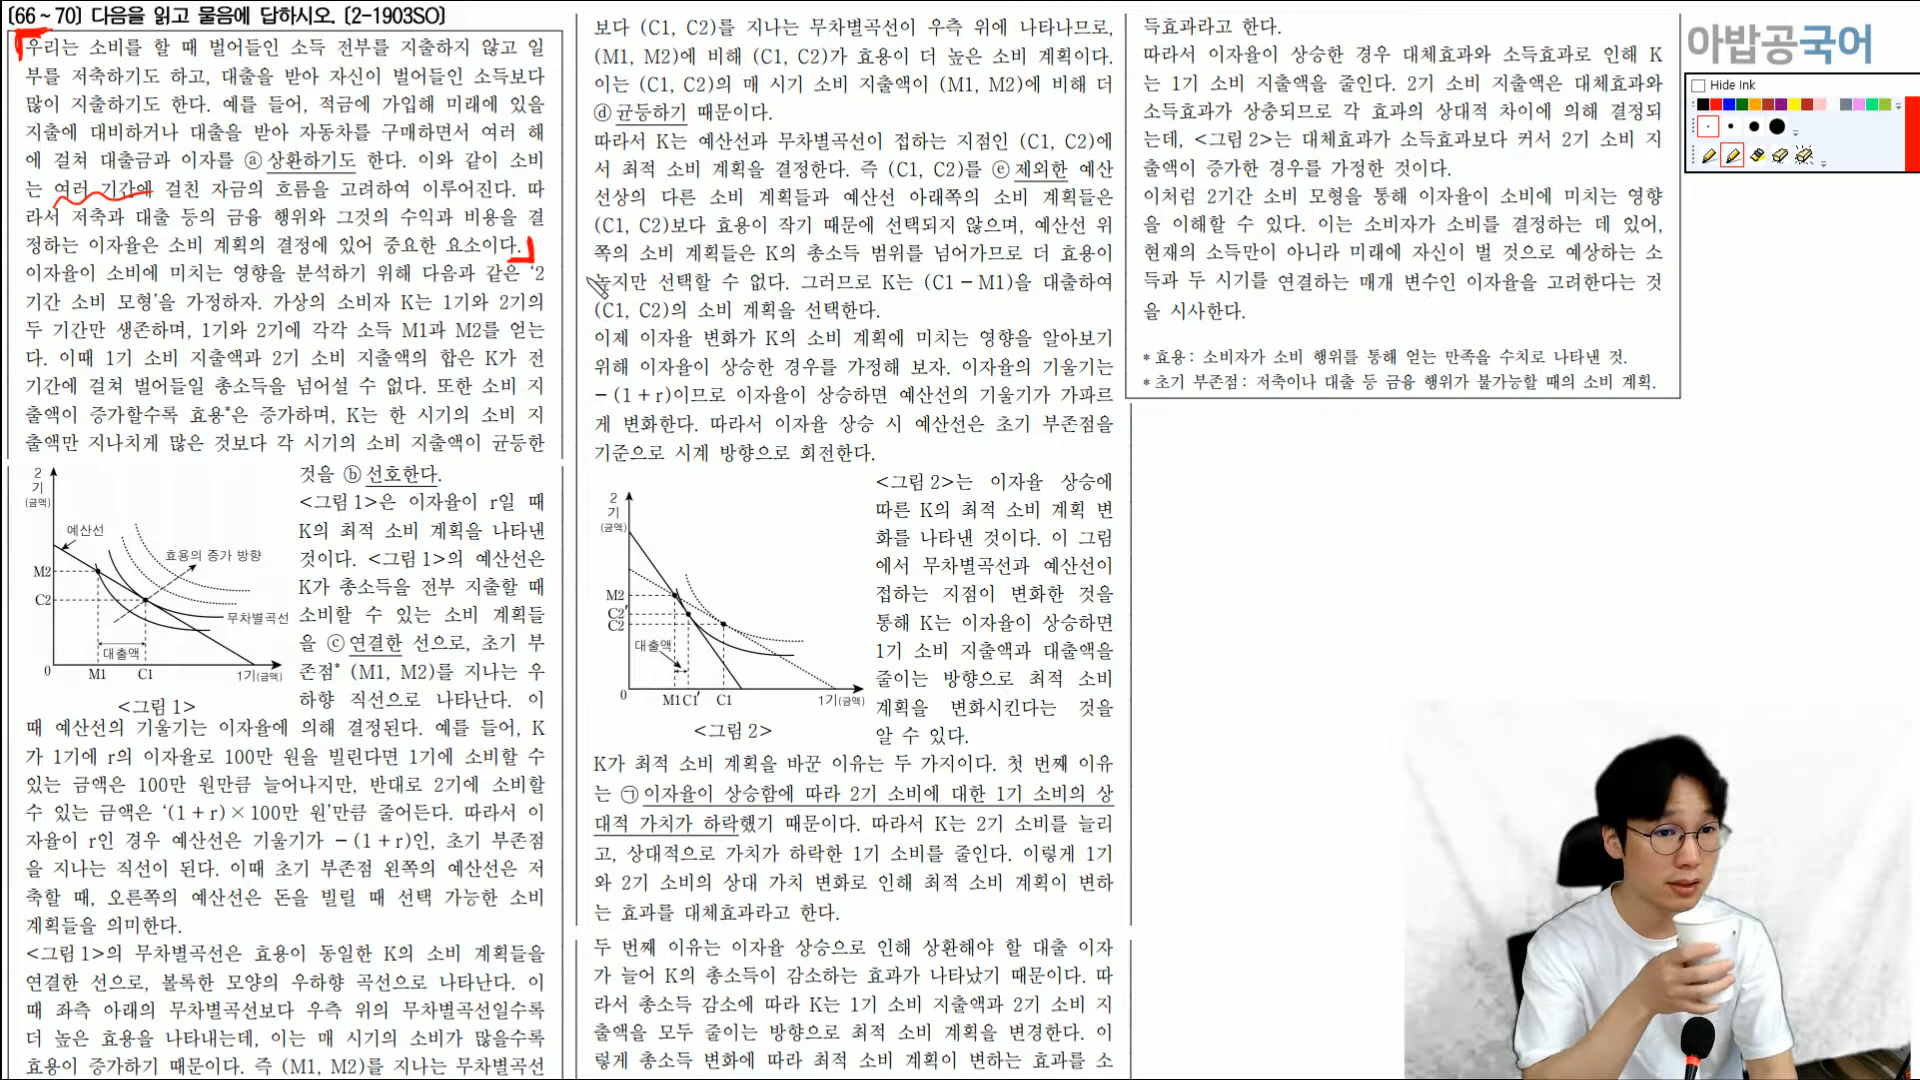 [66~70] 다음을 읽고 물음에 답하시오. [2-1903SO]
우리는 소비를 할 때 벌어들인 소득 전부를 지출하지 않고 일
부를 저축하기도 하고, 대출을 받아 자신이 벌어들인 소득보다
많이 지출하기도 한다. 예를 들어, 적금에 가입해 미래에 있을
지출에 대비하거나 대출을 받아 자동차를 구매하면서 여러 해
에 걸쳐 대출금과 이자를 ⓐ 상환하기도 한다. 이와 같이 소비
는 여러 기간에 걸친 자금의 흐름을 고려하여 이루어진다. 따
라서 저축과 대출 등의 금융 행위와 그것의 수익과 비용을 결
정하는 이자율은 소비 계획의 결정에 있어 중요한 요소이다.
이자율이 소비에 미치는 영향을 분석하기 위해 다음과 같은 ‘2
기간 소비 모형’을 가정하자. 가상의 소비자 K는 1기와 2기의
두 기간만 생존하며, 1기와 2기에 각각 소득 M1과 M2를 얻는
다. 이때 1기 소비 지출액과 2기 소비 지출액의 합은 K가 전
기간에 걸쳐 벌어들일 총소득을 넘어설 수 없다. 또한 소비 지
출액이 증가할수록 효용*은 증가하며, K는 한 시기의 소비 지
출액만 지나치게 많은 것보다 각 시기의 소비 지출액이 균등한
것을 ⓑ 선호한다.
<그림 1>은 이자율이 r일 때
K의 최적 소비 계획을 나타낸
것이다. <그림 1>의 예산선은
K가 총소득을 전부 지출할 때
소비할 수 있는 소비 계획들
을 ⓒ 연결한 선으로, 초기 부
존점* (M1, M2)를 지나는 우
하향 직선으로 나타난다. 이
2
기
(금액)
예산선
효용의 증가 방향
M2
C2
무차별곡선
대출액
0
M1
C1
1기(금액)
<그림 1>
때 예산선의 기울기는 이자율에 의해 결정된다. 예를 들어, K
가 1기에 r의 이자율로 100만 원을 빌린다면 1기에 소비할 수
있는 금액은 100만 원만큼 늘어나지만, 반대로 2기에 소비할
수 있는 금액은 ‘(1+r)×100만 원’만큼 줄어든다. 따라서 이
자율이 r인 경우 예산선은 기울기가 -(1+r)인, 초기 부존점
을 지나는 직선이 된다. 이때 초기 부존점 왼쪽의 예산선은 저
축할 때, 오른쪽의 예산선은 돈을 빌릴 때 선택 가능한 소비
계획들을 의미한다.
<그림 1>의 무차별곡선은 효용이 동일한 K의 소비 계획들을
연결한 선으로, 볼록한 모양의 우하향 곡선으로 나타난다. 이
때 좌측 아래의 무차별곡선보다 우측 위의 무차별곡선일수록
더 높은 효용을 나타내는데, 이는 매 시기의 소비가 많을수록
효용이 증가하기 때문이다. 즉 (M1, M2)를 지나는 무차별곡선
보다 (C1, C2)를 지나는 무차별곡선이 우측 위에 나타나므로,
(M1, M2)에 비해 (C1, C2)가 효용이 더 높은 소비 계획이다.
이는 (C1, C2)의 매 시기 소비 지출액이 (M1, M2)에 비해 더
ⓓ 균등하기 때문이다.
따라서 K는 예산선과 무차별곡선이 접하는 지점인 (C1, C2)에
서 최적 소비 계획을 결정한다. 즉 (C1, C2)를 ⓔ 제외한 예산
선상의 다른 소비 계획들과 예산선 아래쪽의 소비 계획들은
(C1, C2)보다 효용이 작기 때문에 선택되지 않으며, 예산선 위
쪽의 소비 계획들은 K의 총소득 범위를 넘어가므로 더 효용이
높지만 선택할 수 없다. 그러므로 K는 (C1-M1)을 대출하여
(C1, C2)의 소비 계획을 선택한다.
이제 이자율 변화가 K의 소비 계획에 미치는 영향을 알아보기
위해 이자율이 상승한 경우를 가정해 보자. 이자율의 기울기는
-(1+r)이므로 이자율이 상승하면 예산선의 기울기가 가파르
게 변화한다. 따라서 이자율 상승 시 예산선은 초기 부존점을
기준으로 시계 방향으로 회전한다.
<그림 2>는 이자율 상승에
따른 K의 최적 소비 계획 변
화를 나타낸 것이다. 이 그림
에서 무차별곡선과 예산선이
접하는 지점이 변화한 것을
통해 K는 이자율이 상승하면
1기 소비 지출액과 대출액을
줄이는 방향으로 최적 소비
계획을 변화시킨다는 것을
알 수 있다.
2
기
(금액)
M2
C2′
C2
대출액
0
M1
C1′
C1
1기(금액)
<그림 2>
K가 최적 소비 계획을 바꾼 이유는 두 가지이다. 첫 번째 이유
는 ㉠ 이자율이 상승함에 따라 2기 소비에 대한 1기 소비의 상
대적 가치가 하락했기 때문이다. 따라서 K는 2기 소비를 늘리
고, 상대적으로 가치가 하락한 1기 소비를 줄인다. 이렇게 1기
와 2기 소비의 상대 가치 변화로 인해 최적 소비 계획이 변하
는 효과를 대체효과라고 한다.
두 번째 이유는 이자율 상승으로 인해 상환해야 할 대출 이자
가 늘어 K의 총소득이 감소하는 효과가 나타났기 때문이다. 따
라서 총소득 감소에 따라 K는 1기 소비 지출액과 2기 소비 지
출액을 모두 줄이는 방향으로 최적 소비 계획을 변경한다. 이
렇게 총소득 변화에 따라 최적 소비 계획이 변하는 효과를 소
득효과라고 한다.
따라서 이자율이 상승한 경우 대체효과와 소득효과로 인해 K
는 1기 소비 지출액을 줄인다. 2기 소비 지출액은 대체효과와
소득효과가 상충되므로 각 효과의 상대적 차이에 의해 결정되
는데, <그림 2>는 대체효과가 소득효과보다 커서 2기 소비 지
출액이 증가한 경우를 가정한 것이다.
이처럼 2기간 소비 모형을 통해 이자율이 소비에 미치는 영향
을 이해할 수 있다. 이는 소비자가 소비를 결정하는 데 있어,
현재의 소득만이 아니라 미래에 자신이 벌 것으로 예상하는 소
득과 두 시기를 연결하는 매개 변수인 이자율을 고려한다는 것
을 시사한다.
* 효용: 소비자가 소비 행위를 통해 얻는 만족을 수치로 나타낸 것.
* 초기 부존점: 저축이나 대출 등 금융 행위가 불가능할 때의 소비 계획.
아밥공국어
Hide Ink